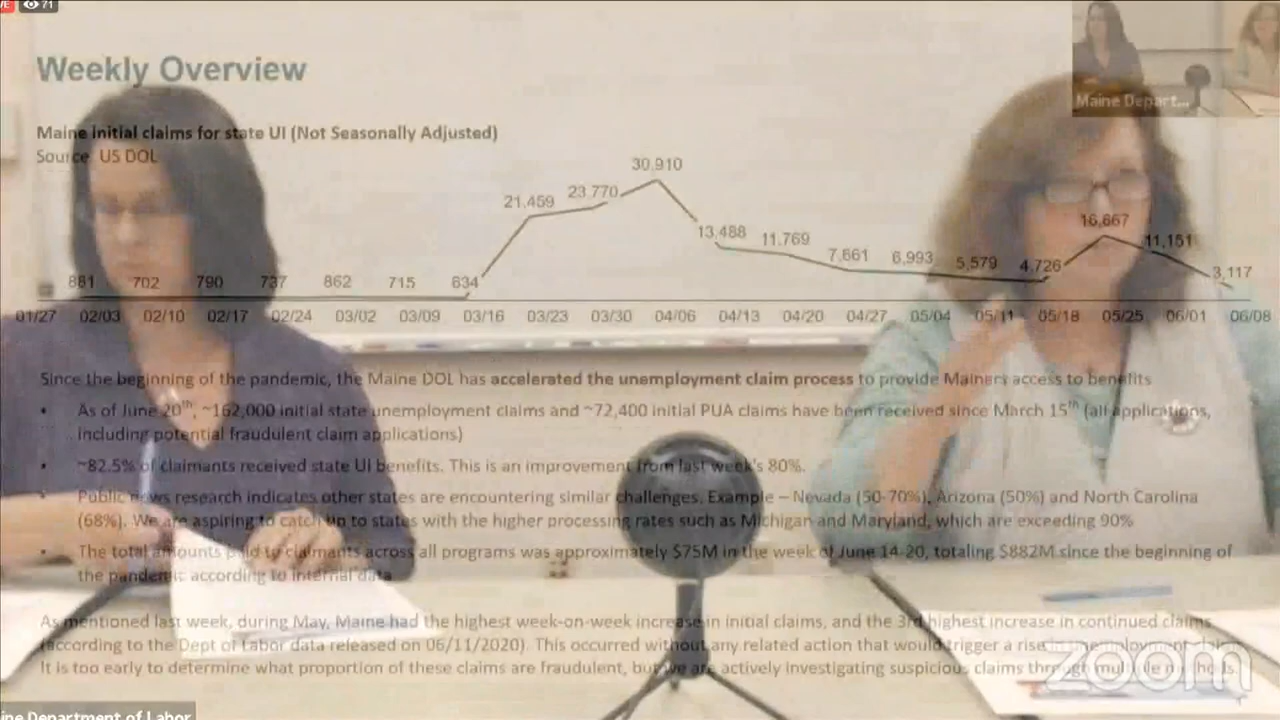 VE 71
Weekly Overview
Maine Depart...
Maine initial claims for state UI (Not Seasonally Adjusted)
Source US DOL
30,910
21,459 23,770
13,488 11,769
16,667
11,151
7,661 6,993 5,579 4,726 3,117
881 702 790 737 862 715 634
01/27 02/03 02/10 02/17 02/24 03/02 03/09 03/16 03/23 03/30 04/06 04/13 04/20 04/27 05/04 05/11 05/18 05/25 06/01 06/08
Since the beginning of the pandemic, the Maine DOL has accelerated the unemployment claim process to provide Mainers access to benefits
• As of June 20th, ~162,000 initial state unemployment claims and ~72,400 initial PUA claims have been received since March 15th (all applications,
including potential fraudulent claim applications)
• ~82.5% of claimants received state UI benefits. This is an improvement from last week's 80%.
• Public news research indicates other states are encountering similar challenges. Example – Nevada (50-70%), Arizona (50%) and North Carolina
(68%). We are aspiring to catch up to states with the higher processing rates such as Michigan and Maryland, which are exceeding 90%
• The total amounts paid to claimants across all programs was approximately $75M in the week of June 14-20, totaling $882M since the beginning of
the pandemic according to internal data
As mentioned last week, during May, Maine had the highest week-on-week increase in initial claims, and the 3rd highest increase in continued claims
(according to the Dept of Labor data released on 06/11/2020). This occurred without any related action that would trigger a rise in unemployment claims.
It is too early to determine what proportion of these claims are fraudulent, but we are actively investigating suspicious claims through multiple methods.
zoom
ine Department of Labor